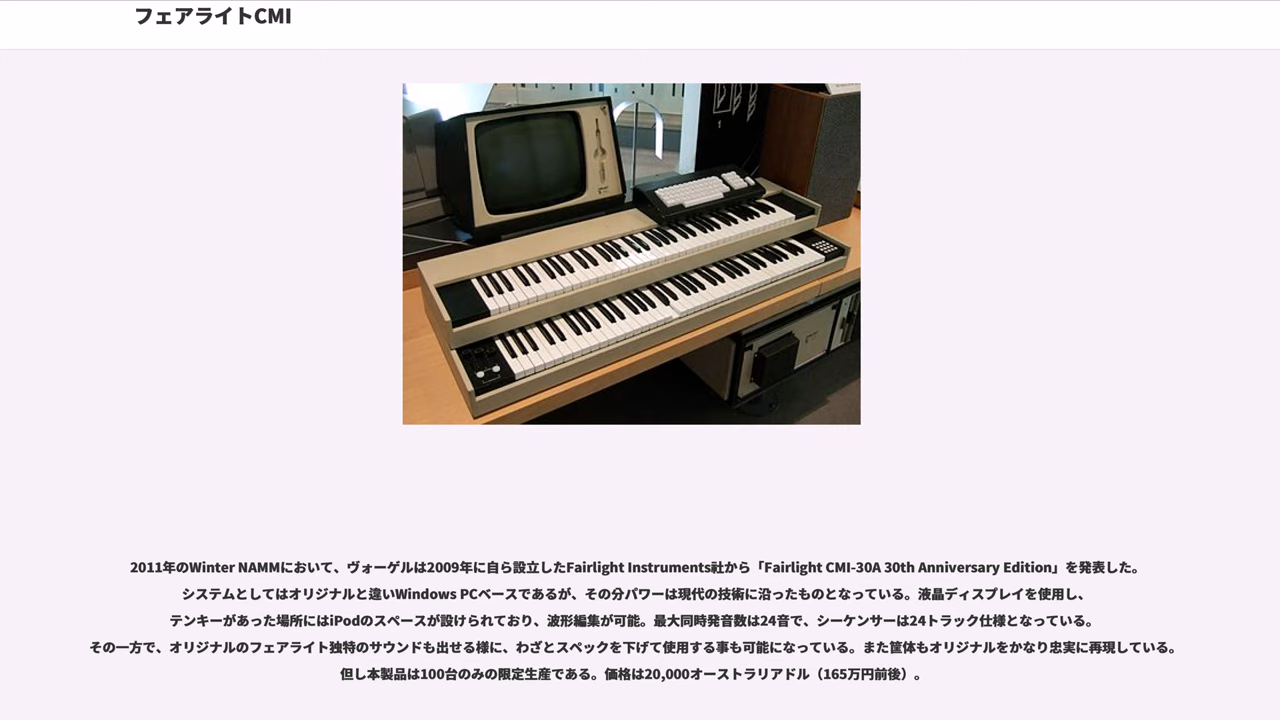 フェアライトCMI
2011年のWinter NAMMにおいて、ヴォーゲルは2009年に自ら設立したFairlight Instruments社から「Fairlight CMI-30A 30th Anniversary Edition」を発表した。
システムとしてはオリジナルと違いWindows PCベースであるが、その分パワーは現代の技術に沿ったものとなっている。液晶ディスプレイを使用し、
テンキーがあった場所にはiPodのスペースが設けられており、波形編集が可能。最大同時発音数は24音で、シーケンサーは24トラック仕様となっている。
その一方で、オリジナルのフェアライト独特のサウンドも出せる様に、わざとスペックを下げて使用する事も可能になっている。また筐体もオリジナルをかなり忠実に再現している。
但し本製品は100台のみの限定生産である。価格は20,000オーストラリアドル（165万円前後）。